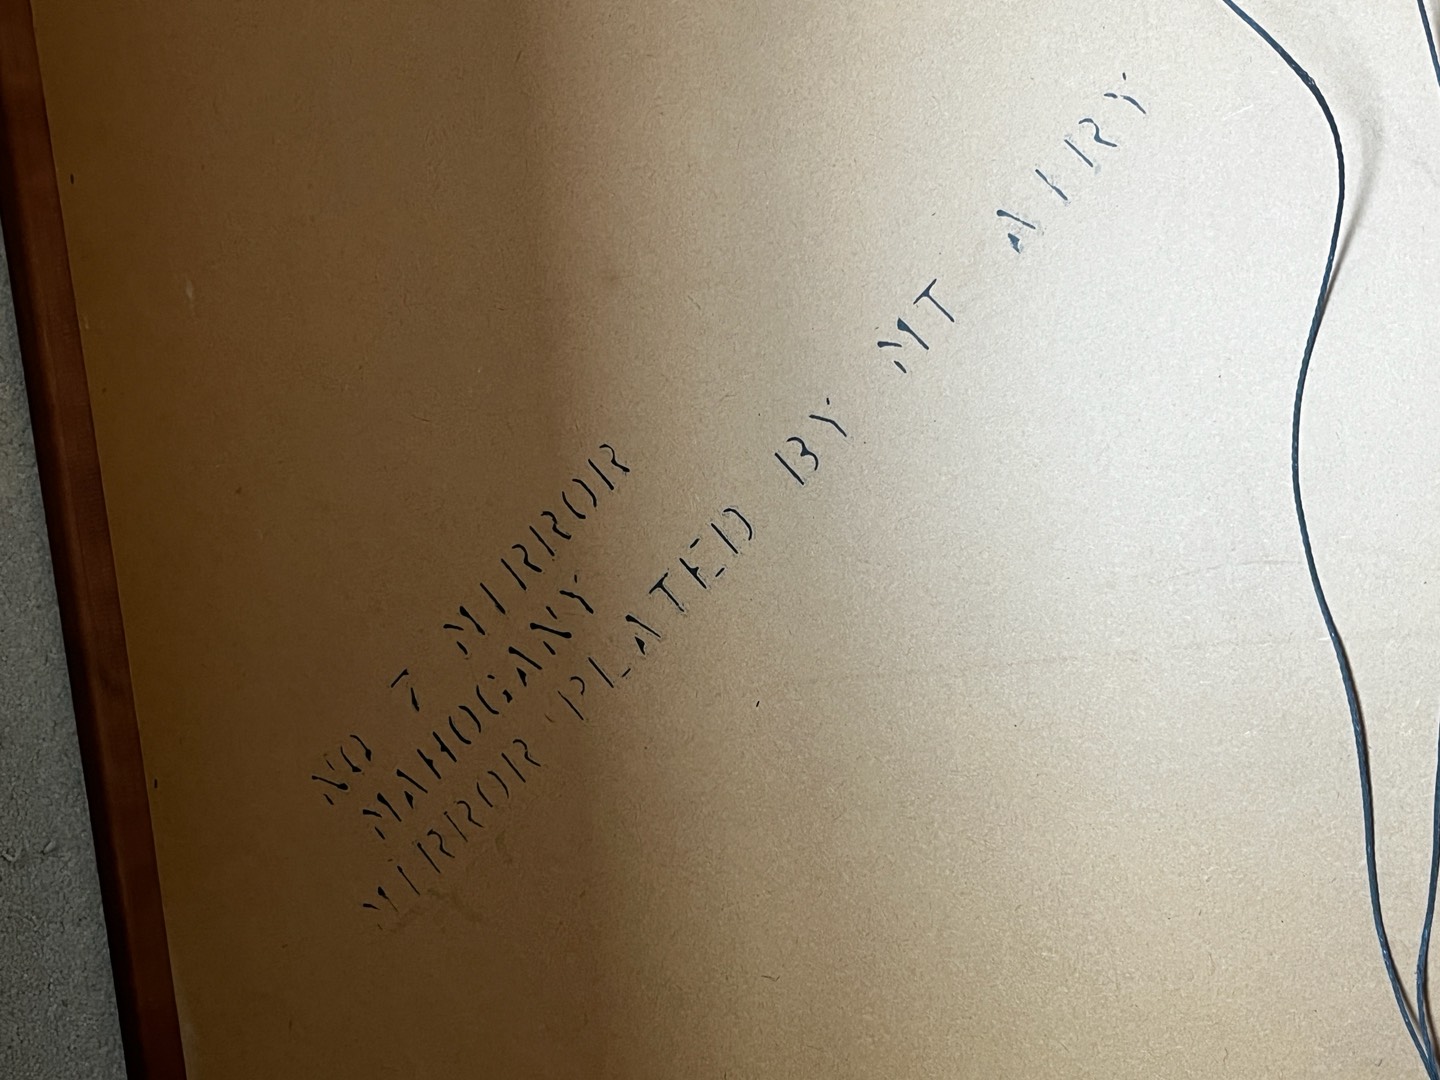 NO 7 MIRROR
MAHOGANY
MIRROR PLATED BY MT AIRY